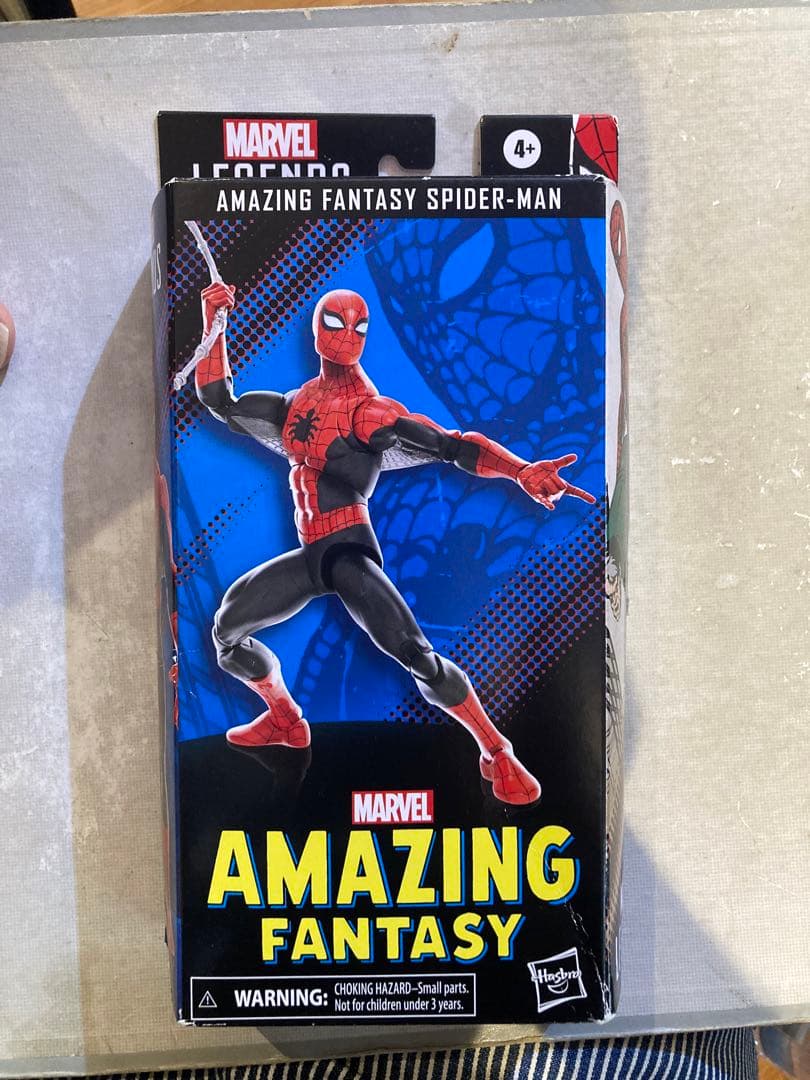 MARVEL
LEGENDS
4+
AMAZING FANTASY SPIDER-MAN
MARVEL
AMAZING
FANTASY
Hasbro
WARNING: CHOKING HAZARD–Small parts.
Not for children under 3 years.